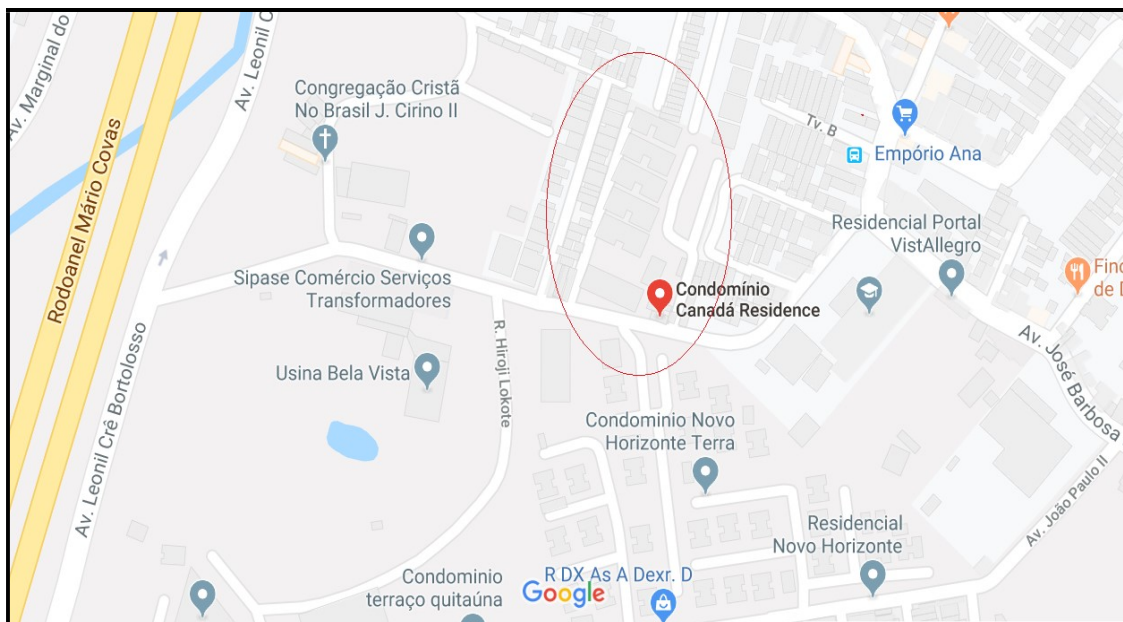 Av. Marginal do
Av. Leonil C
Rodoanel Mário Covas
Congregação Cristã
No Brasil J. Cirino II
Tv. B
Empório Ana
Residencial Portal
VistAllegro
Find
de D
Sipase Comércio Serviços
Transformadores
Condomínio
Canadá Residence
Usina Bela Vista
R. Hiroji Lokote
Av. José Barbosa
Av. Leonil Crê Bortolosso
Condominio Novo
Horizonte Terra
Av. João Paulo II
Residencial
Novo Horizonte
Condominio
terraço quitaúna
R DX As A Dexr. D
Google